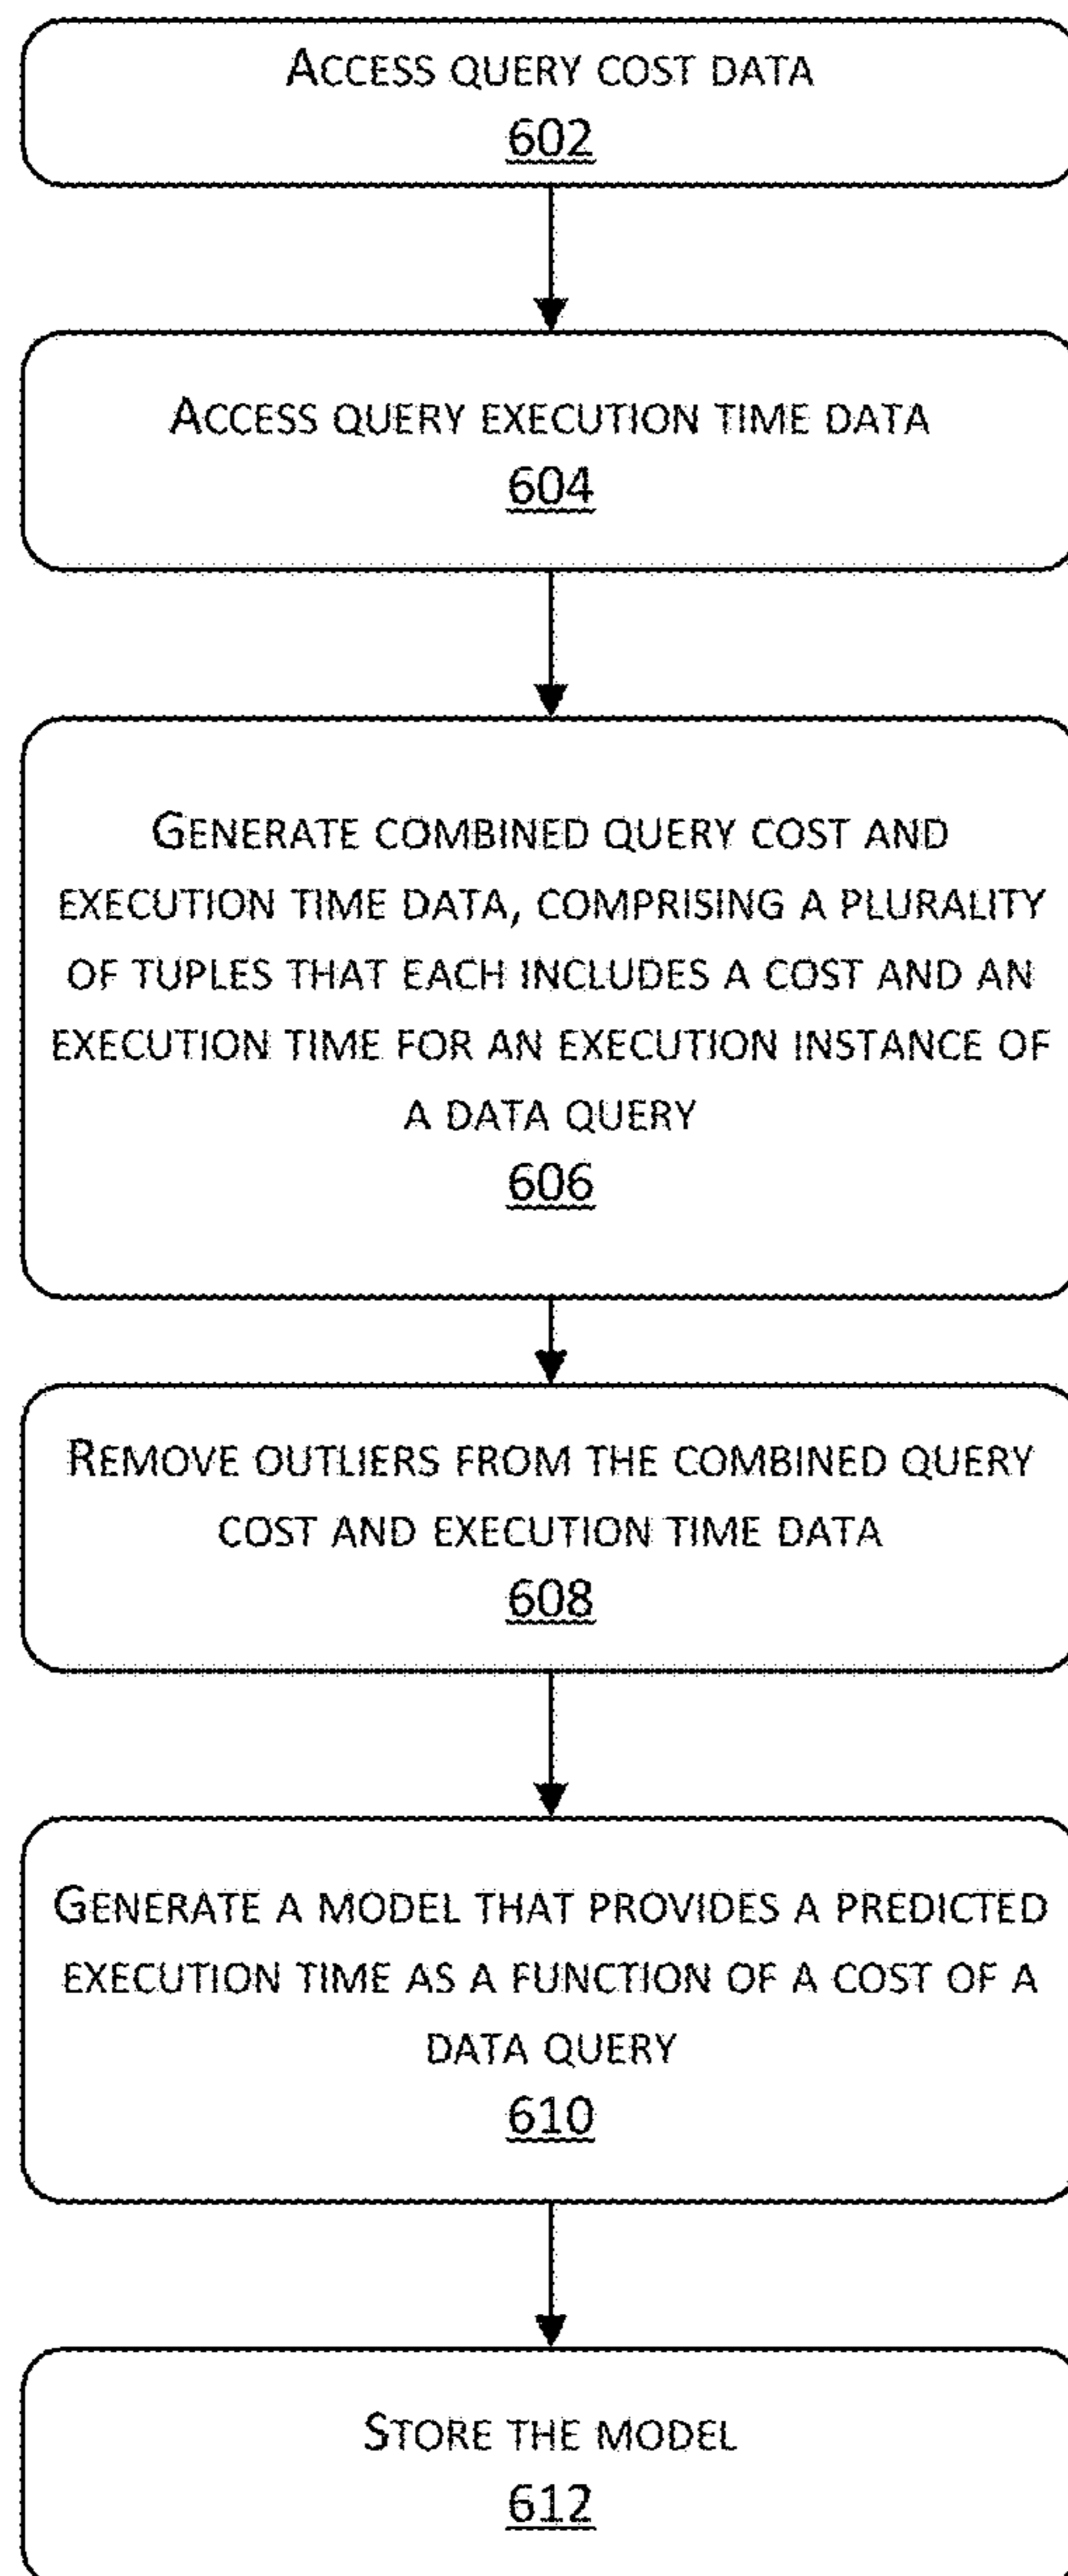 ACCESS QUERY COST DATA
602
ACCESS QUERY EXECUTION TIME DATA
604
GENERATE COMBINED QUERY COST AND
EXECUTION TIME DATA, COMPRISING A PLURALITY
OF TUPLES THAT EACH INCLUDES A COST AND AN
EXECUTION TIME FOR AN EXECUTION INSTANCE OF
A DATA QUERY
606
REMOVE OUTLIERS FROM THE COMBINED QUERY
COST AND EXECUTION TIME DATA
608
GENERATE A MODEL THAT PROVIDES A PREDICTED
EXECUTION TIME AS A FUNCTION OF A COST OF A
DATA QUERY
610
STORE THE MODEL
612